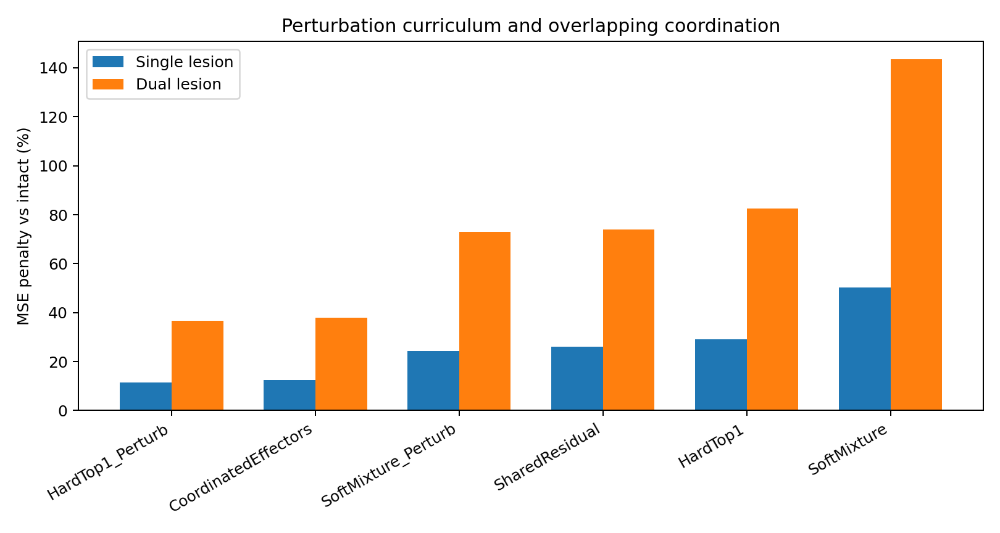 Perturbation curriculum and overlapping coordination
Single lesion
Dual lesion
MSE penalty vs intact (%)
140
120
100
80
60
40
20
0
HardTop1_Perturb
CoordinatedEffectors
SoftMixture_Perturb
SharedResidual
HardTop1
SoftMixture